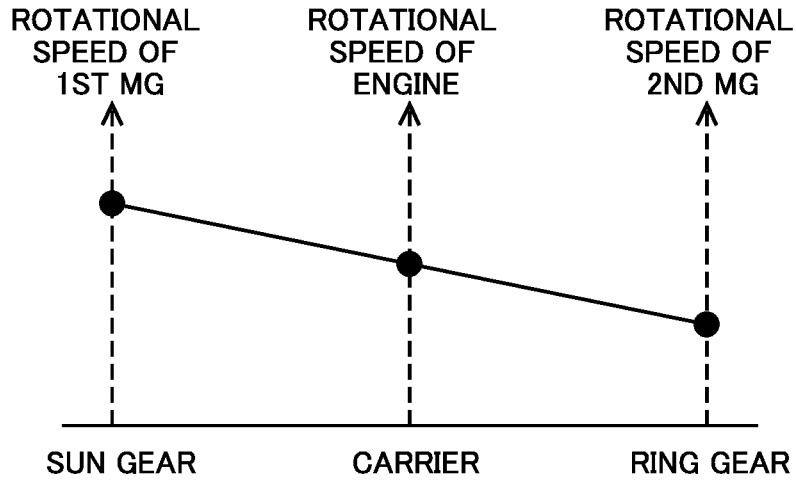 ROTATIONAL
SPEED OF
1ST MG
ROTATIONAL
SPEED OF
ENGINE
ROTATIONAL
SPEED OF
2ND MG
SUN GEAR
CARRIER
RING GEAR